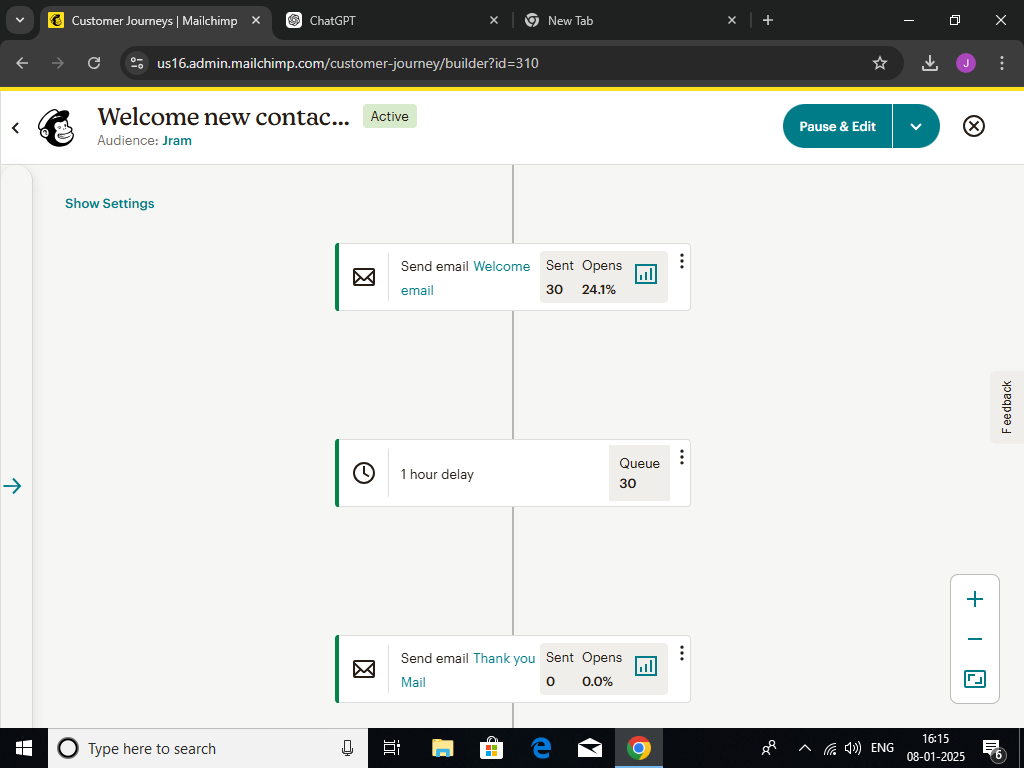 Customer Journeys | Mailchimp
ChatGPT
New Tab
us16.admin.mailchimp.com/customer-journey/builder?id=310
J
Welcome new contac...
Active
Audience: Jram
Pause & Edit
Show Settings
Send email Welcome
email
Sent Opens
30 24.1%
1 hour delay
Queue
30
Feedback
Send email Thank you
Mail
Sent Opens
0 0.0%
Type here to search
ENG
16:15
08-01-2025
6